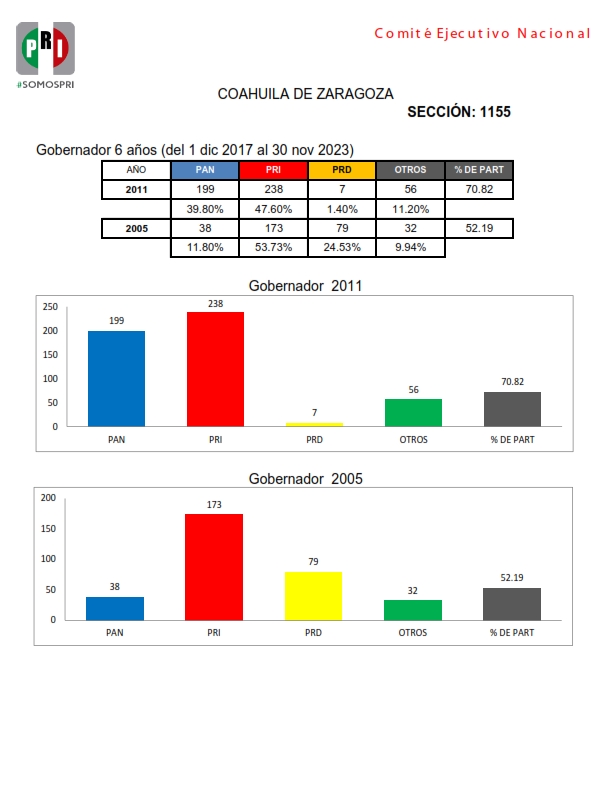 Comité Ejecutivo Nacional
PRI
#SOMOSPRI
COAHUILA DE ZARAGOZA
SECCIÓN: 1155
Gobernador 6 años (del 1 dic 2017 al 30 nov 2023)
AÑO PAN PRI PRD OTROS % DE PART
2011 199 238 7 56 70.82
39.80% 47.60% 1.40% 11.20%
2005 38 173 79 32 52.19
11.80% 53.73% 24.53% 9.94%
Gobernador 2011
250
200
150
100
50
0
199
238
7
56
70.82
PAN PRI PRD OTROS % DE PART
Gobernador 2005
200
150
100
50
0
38
173
79
32
52.19
PAN PRI PRD OTROS % DE PART